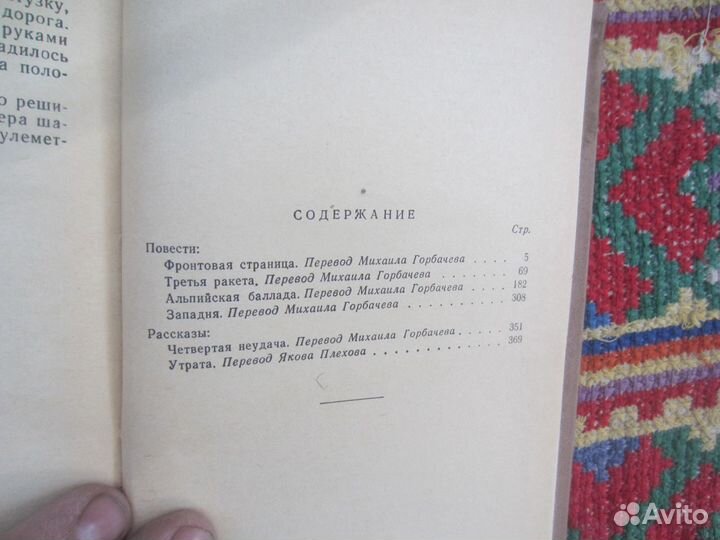 узку,
дорога.
руками
адилось
а поло-
о реши-
ера ша-
улемет-
СОДЕРЖАНИЕ
Стр.
Повести:
Фронтовая страница. Перевод Михаила Горбачева . . . . 5
Третья ракета. Перевод Михаила Горбачева . . . . . . 69
Альпийская баллада. Перевод Михаила Горбачева . . . . 182
Западня. Перевод Михаила Горбачева . . . . . . . . 308
Рассказы:
Четвертая неудача. Перевод Михаила Горбачева . . . . . 351
Утрата. Перевод Якова Плехова . . . . . . . . . . . 369
Avito